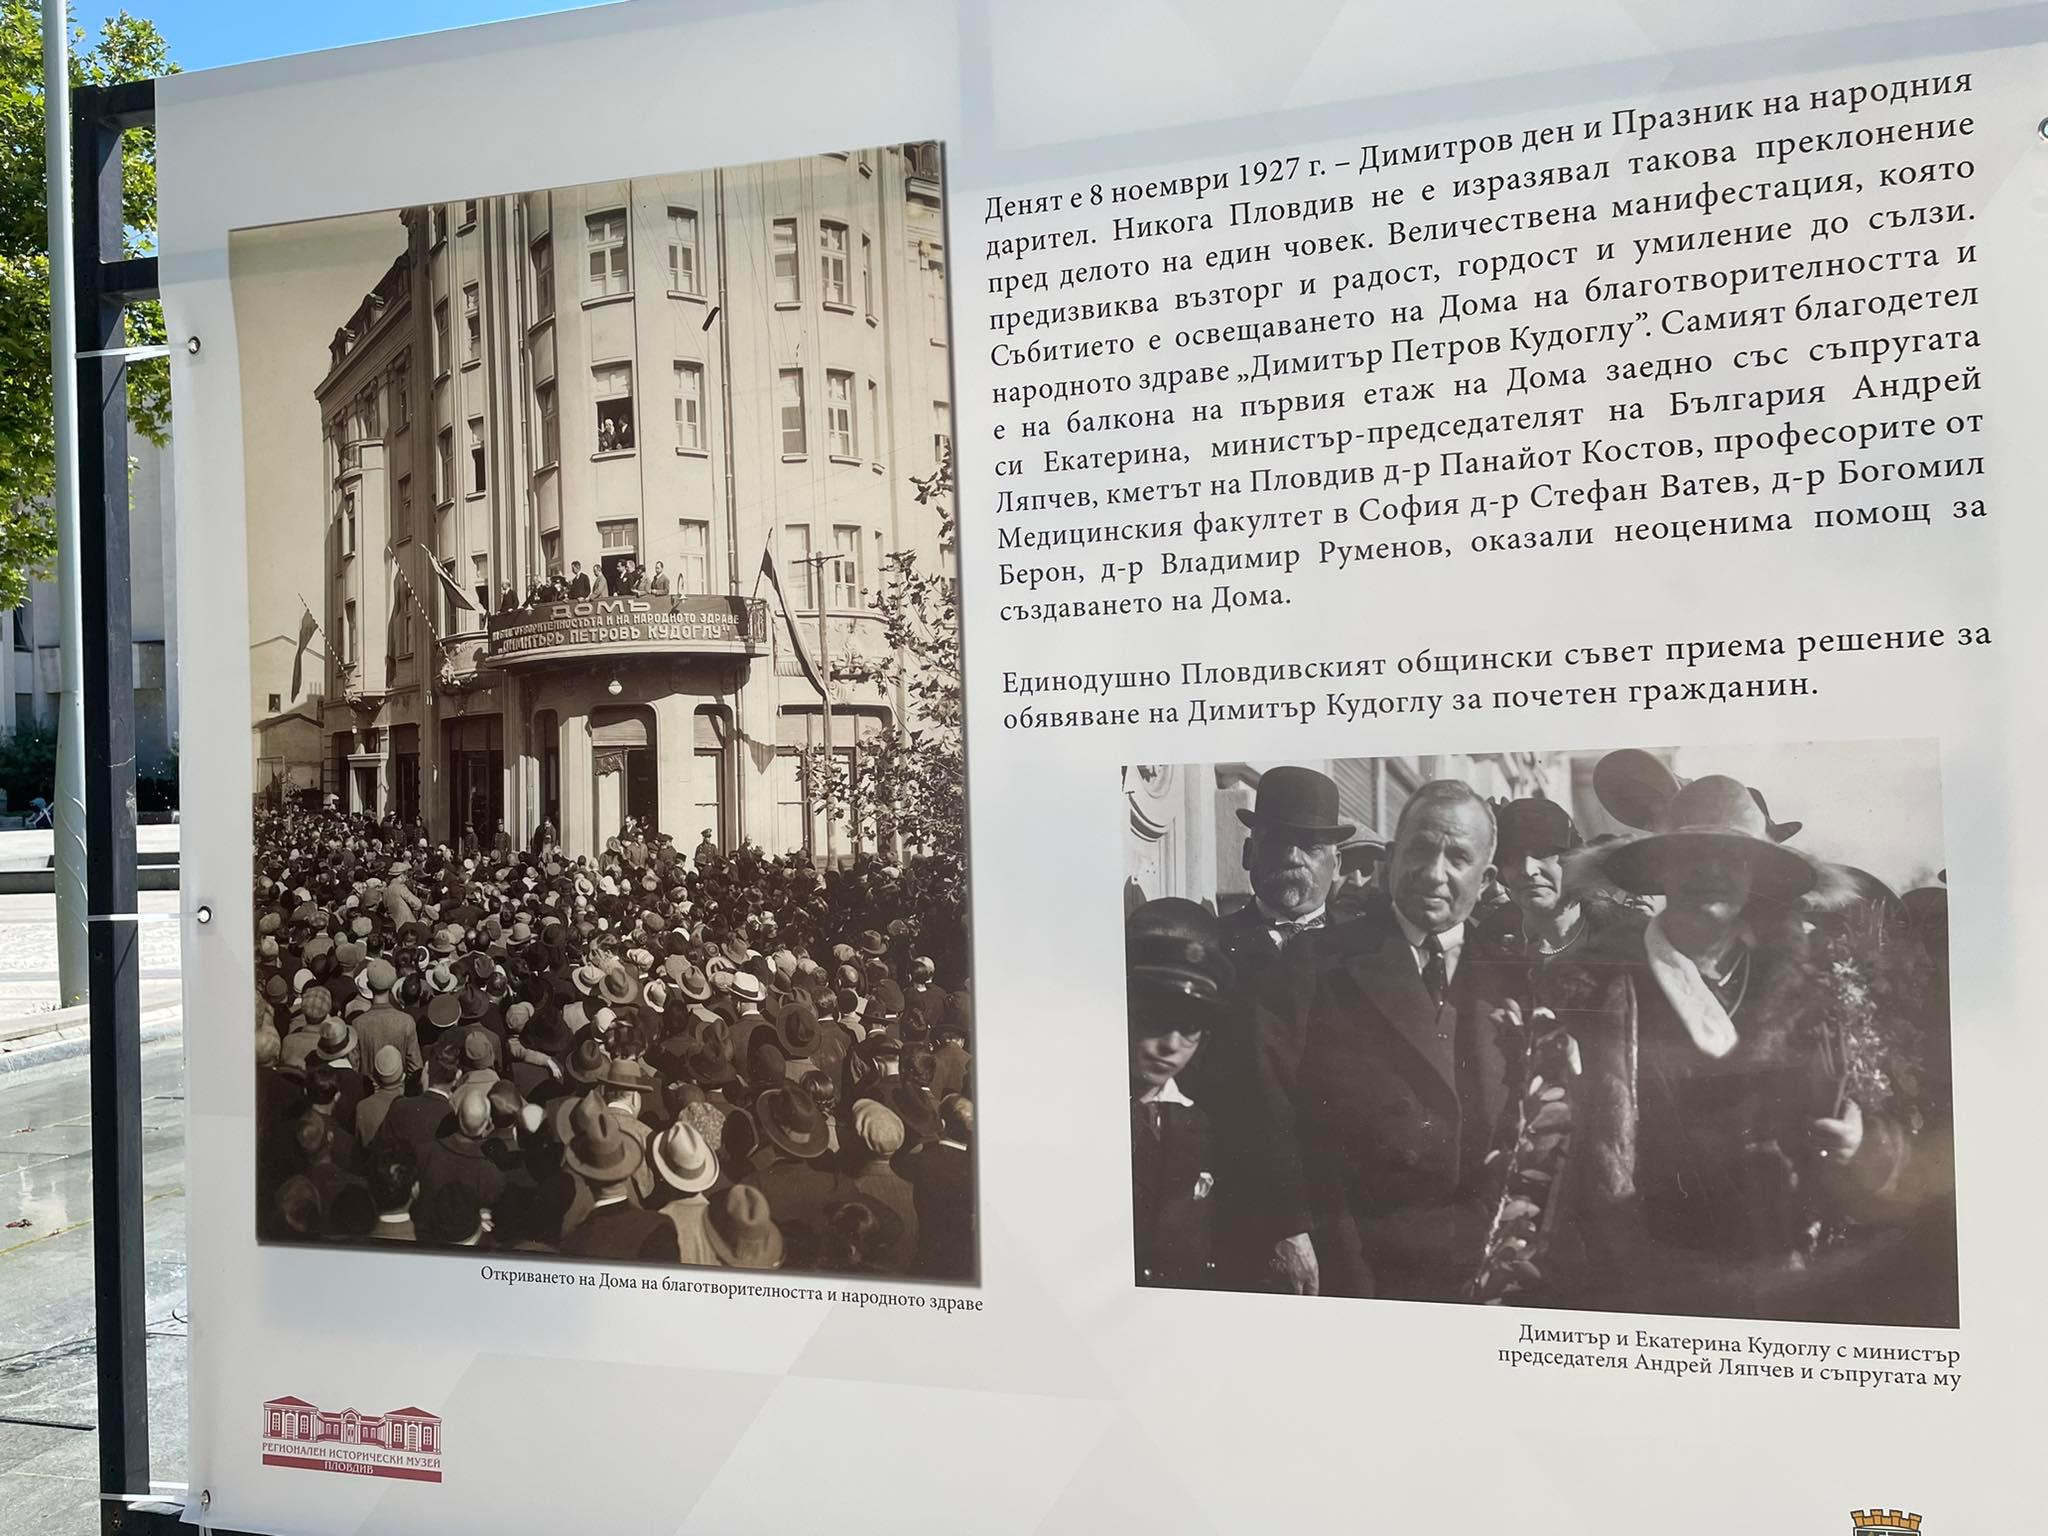 Денят е 8 ноември 1927 г. – Димитров ден и Празник на народния
дарител. Никога Пловдив не е изразявал такова преклонение
пред делото на един човек. Величествена манифестация, която
предизвиква възторг и радост, гордост и умиление до сълзи.
Събитието е освещаването на Дома на благотворителността и
народното здраве „Димитър Петров Кудоглу”. Самият благодетел
е на балкона на първия етаж на Дома заедно със съпругата
си Екатерина, министър-председателят на България Андрей
Ляпчев, кметът на Пловдив д-р Панайот Костов, професорите от
Медицинския факултет в София д-р Стефан Ватев, д-р Богомил
Берон, д-р Владимир Руменов, оказали неоценима помощ за
създаването на Дома.
Единодушно Пловдивският общински съвет приема решение за
обявяване на Димитър Кудоглу за почетен гражданин.
ДОМЪ
НА БЛАГОТВОРИТЕЛНОСТЬТА И НА НАРОДНОТО ЗДРАВЕ
„ДИМИТЪРЪ ПЕТРОВЪ КУДОГЛУ“
Откриването на Дома на благотворителността и народното здраве
Димитър и Екатерина Кудоглу с министър
председателя Андрей Ляпчев и съпругата му
РЕГИОНАЛЕН ИСТОРИЧЕСКИ МУЗЕЙ
ПЛОВДИВ